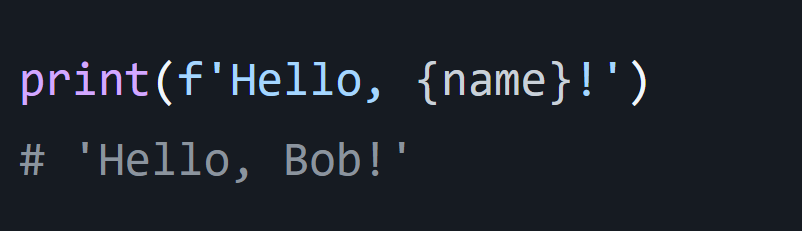 print(f'Hello, {name}!')
# 'Hello, Bob!'